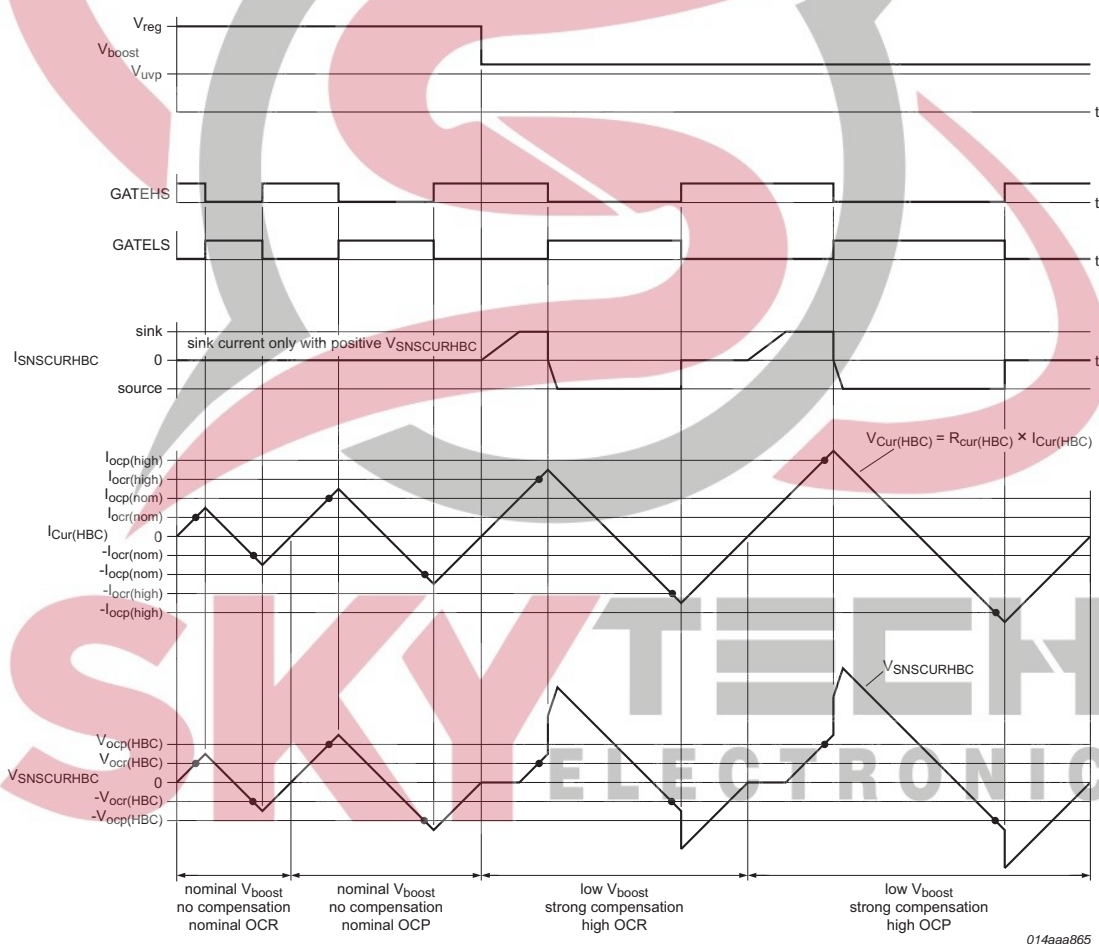 Vreg
Vboost
Vuvp
t
GATEHS
t
GATELS
t
sink
sink current only with positive VSNSCURHBC
ISNSCURHBC
0
t
source
VCur(HBC) = Rcur(HBC) × ICur(HBC)
Iocp(high)
Iocr(high)
Iocp(nom)
Iocr(nom)
ICur(HBC)
0
-Iocr(nom)
-Iocp(nom)
-Iocr(high)
-Iocp(high)
SKYTECH
ELECTRONIC
VSNSCURHBC
Vocp(HBC)
Vocr(HBC)
VSNSCURHBC
0
-Vocr(HBC)
-Vocp(HBC)
nominal Vboost
no compensation
nominal OCR
nominal Vboost
no compensation
nominal OCP
low Vboost
strong compensation
high OCR
low Vboost
strong compensation
high OCP
014aaa865